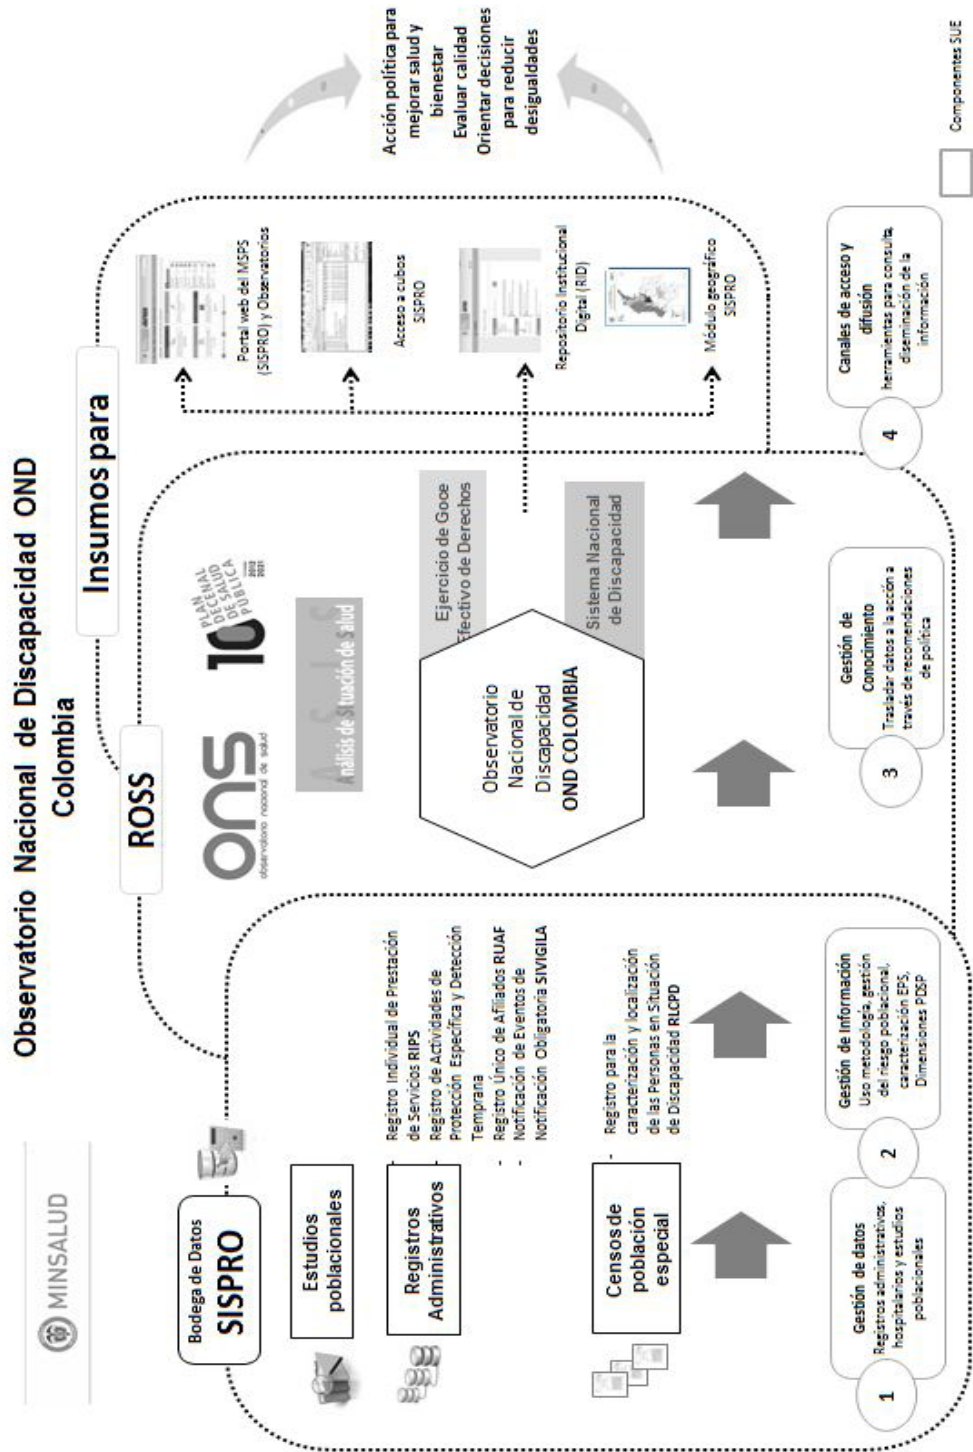 Observatorio Nacional de Discapacidad OND
Colombia
MINSALUD
Insumos para
ROSS
Bodega de Datos
SISPRO
Estudios
poblacionales
Registros
Administrativos
- Registro Individual de Prestación
de Servicios RIPS
- Registro de Actividades de
Protección Específica y Detección
Temprana
- Registro Único de Afiliados RUAF
- Notificación de Eventos de
Notificación Obligatoria SIVIGILA
Censos de
población
especial
- Registro para la
caracterización y localización
de las Personas en Situación
de Discapacidad RLCPD
ONS
observatorio nacional de salud
10
PLAN
DECENAL
DE SALUD
PÚBLICA
2012
2021
Análisis de Situación de Salud
Observatorio
Nacional de
Discapacidad
OND COLOMBIA
Ejercicio de Goce
Efectivo de Derechos
Sistema Nacional
de Discapacidad
Portal web del MSPS
(SISPRO) y Observatorios
Acceso a cubos
SISPRO
Repositorio Institucional
Digital (RID)
Módulo geográfico
SISPRO
Acción política para
mejorar salud y
bienestar
Evaluar calidad
Orientar decisiones
para reducir
desigualdades
1
Gestión de datos
Registros administrativos,
hospitalarios y estudios
poblacionales
2
Gestión de Información
Uso metodología, gestión
del riesgo poblacional,
caracterización EPS,
Dimensiones PDSP
3
Gestión de
Conocimiento
Trasladar datos a la acción a
través de recomendaciones
de política
4
Canales de acceso y
difusión
herramientas para consulta,
diseminación de la
información
Componentes SUE